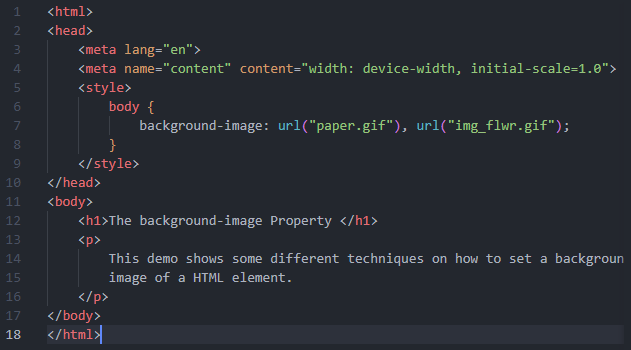 1 <html>
2 <head>
3 <meta lang="en">
4 <meta name="content" content="width: device-width, initial-scale=1.0">
5 <style>
6 body {
7 background-image: url("paper.gif"), url("img_flwr.gif");
8 }
9 </style>
10 </head>
11 <body>
12 <h1>The background-image Property </h1>
13 <p>
14 This demo shows some different techniques on how to set a backgroun
15 image of a HTML element.
16 </p>
17 </body>
18 </html>